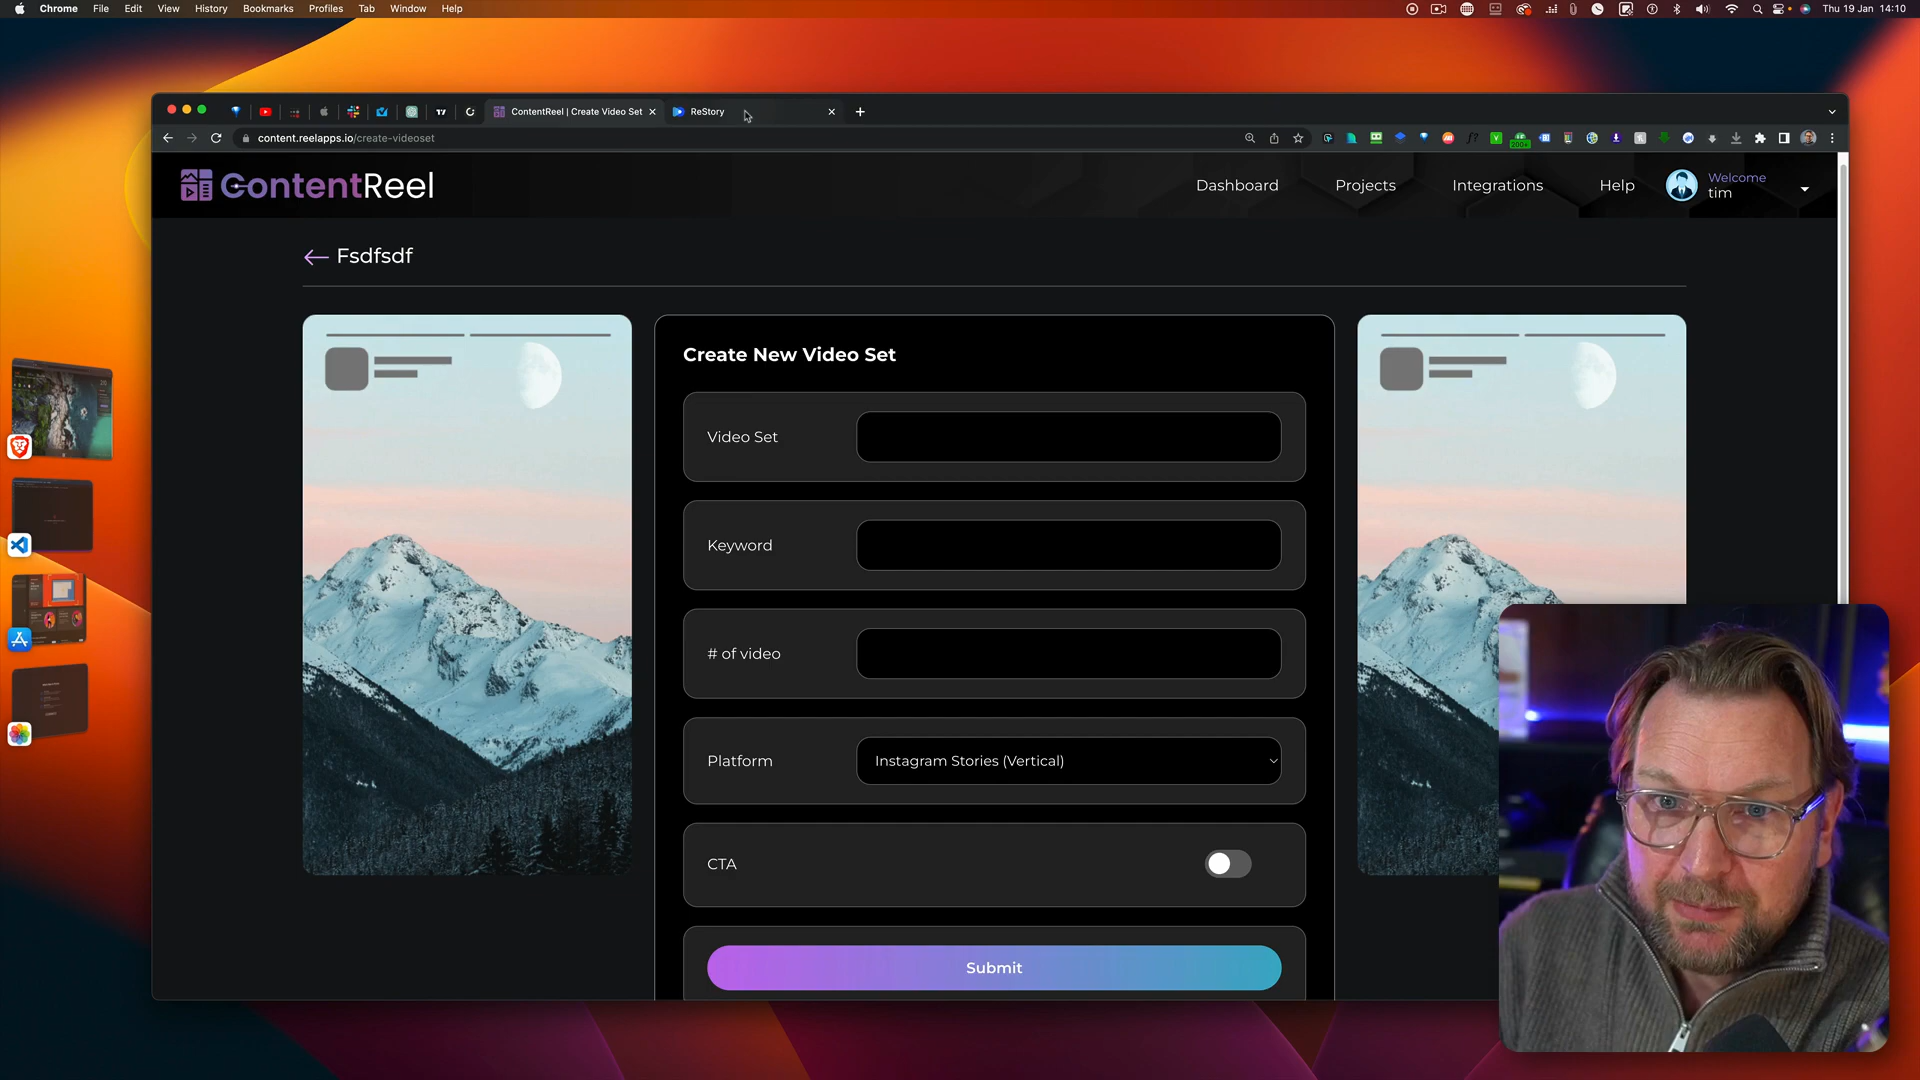 Chrome File Edit View History Bookmarks Profiles Tab Window Help Thu 19 Jan 14:10
ContentReel | Create Video Set ReStory
content.reelapps.io/create-videoset
200+
ContentReel
Dashboard Projects Integrations Help Welcome
tim
Fsdfsdf
Create New Video Set
Video Set
Keyword
# of video
Platform Instagram Stories (Vertical)
CTA
Submit